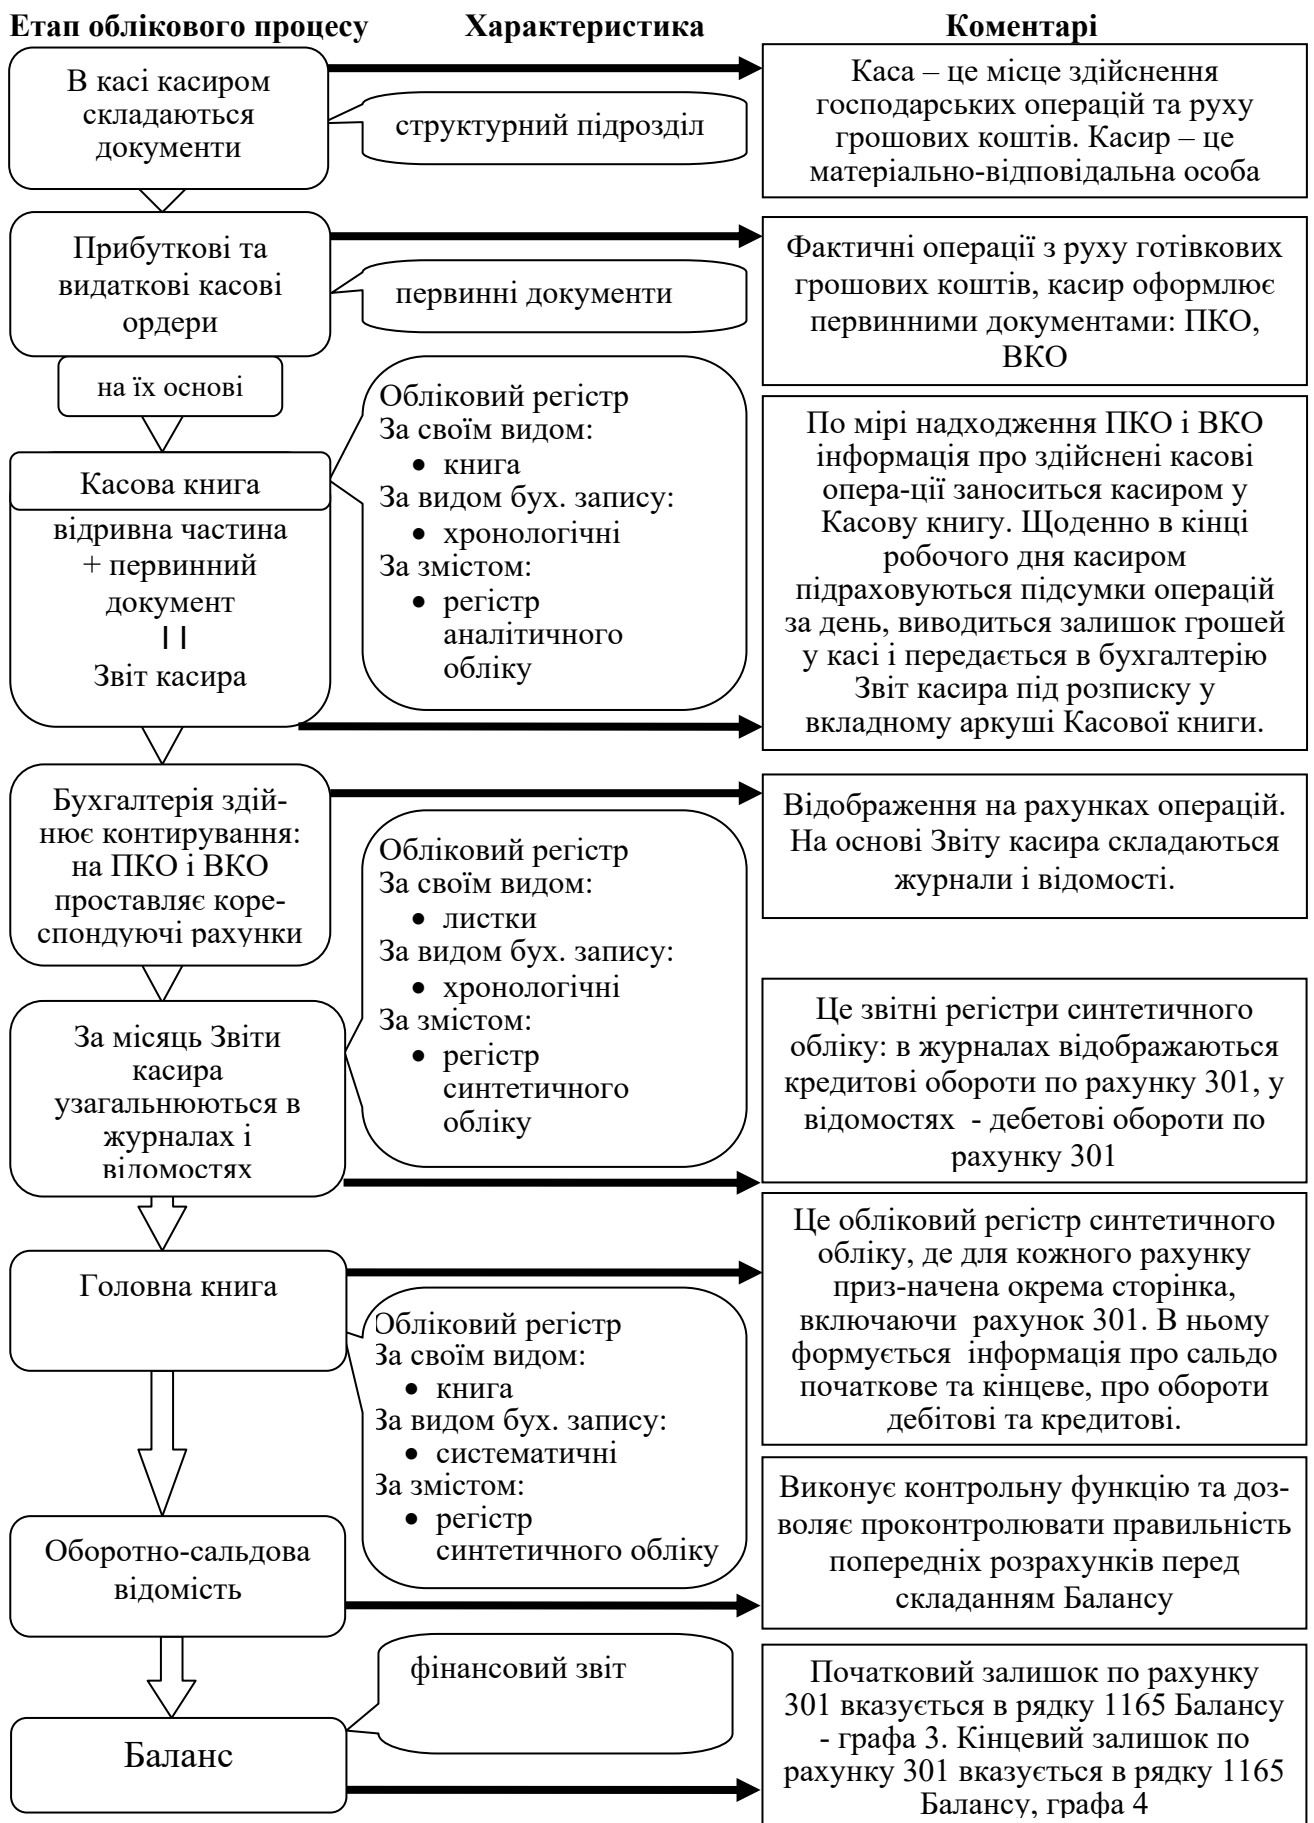 Етап облікового процесу
Характеристика
Коментарі
В касі касиром
складаються
документи
структурний підрозділ
Каса – це місце здійснення
господарських операцій та руху
грошових коштів. Касир – це
матеріально-відповідальна особа
Прибуткові та
видаткові касові
ордери
первинні документи
Фактичні операції з руху готівкових
грошових коштів, касир оформлює
первинними документами: ПКО,
ВКО
на їх основі
Касова книга
відривна частина
+ первинний
документ
Звіт касира
Обліковий регістр
За своїм видом:
• книга
За видом бух. запису:
• хронологічні
За змістом:
• регістр
аналітичного
обліку
По мірі надходження ПКО і ВКО
інформація про здійснені касові
опера-ції заноситься касиром у
Касову книгу. Щоденно в кінці
робочого дня касиром
підраховуються підсумки операцій
за день, виводиться залишок грошей
у касі і передається в бухгалтерію
Звіт касира під розписку у
вкладному аркуші Касової книги.
Бухгалтерія здій-
нює контирування:
на ПКО і ВКО
проставляє коре-
спондуючі рахунки
Обліковий регістр
За своїм видом:
• листки
За видом бух. запису:
• хронологічні
За змістом:
• регістр
синтетичного
обліку
Відображення на рахунках операцій.
На основі Звіту касира складаються
журнали і відомості.
За місяць Звіти
касира
узагальнюються в
журналах і
відомостях
Це звітні регістри синтетичного
обліку: в журналах відображаються
кредитові обороти по рахунку 301, у
відомостях - дебетові обороти по
рахунку 301
Головна книга
Обліковий регістр
За своїм видом:
• книга
За видом бух. запису:
• систематичні
За змістом:
• регістр
синтетичного обліку
Це обліковий регістр синтетичного
обліку, де для кожного рахунку
приз-начена окрема сторінка,
включаючи рахунок 301. В ньому
формується інформація про сальдо
початкове та кінцеве, про обороти
дебітові та кредитові.
Оборотно-сальдова
відомість
Виконує контрольну функцію та доз-
воляє проконтролювати правильність
попередніх розрахунків перед
складанням Балансу
Баланс
фінансовий звіт
Початковий залишок по рахунку
301 вказується в рядку 1165 Балансу
- графа 3. Кінцевий залишок по
рахунку 301 вказується в рядку 1165
Балансу, графа 4